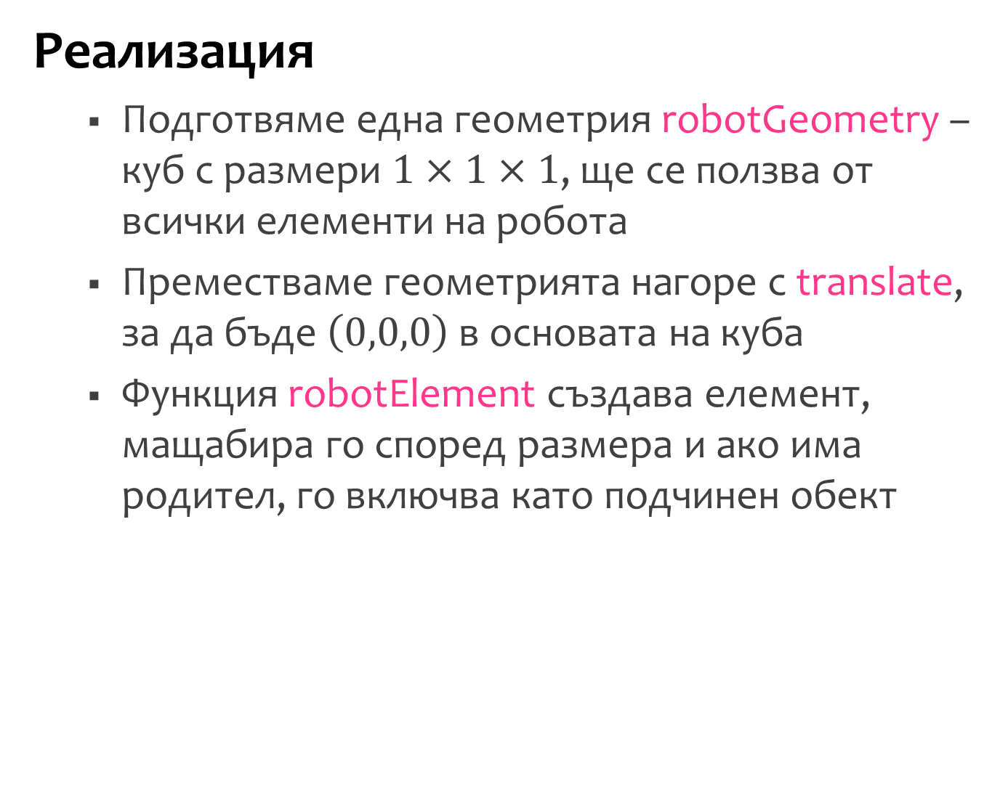 Реализация
▪ Подготвяме една геометрия robotGeometry –
куб с размери 1 × 1 × 1, ще се ползва от
всички елементи на робота
▪ Преместваме геометрията нагоре с translate,
за да бъде (0,0,0) в основата на куба
▪ Функция robotElement създава елемент,
мащабира го според размера и ако има
родител, го включва като подчинен обект